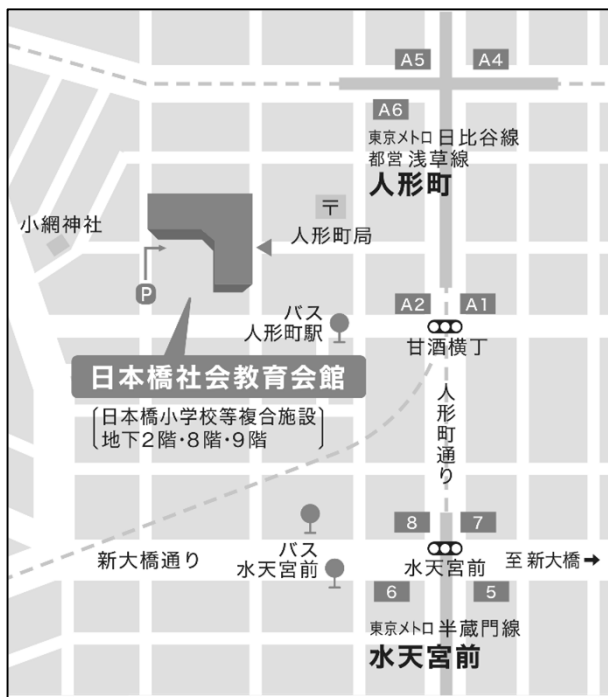 A5
A4
A6
東京メトロ 日比谷線
都営 浅草線
人形町
〒
人形町局
小網神社
P
バス
人形町駅
A2
A1
甘酒横丁
日本橋社会教育会館
日本橋小学校等複合施設
地下2階・8階・9階
人形町通り
8
7
新大橋通り
バス
水天宮前
水天宮前
至 新大橋➡
6
5
東京メトロ 半蔵門線
水天宮前